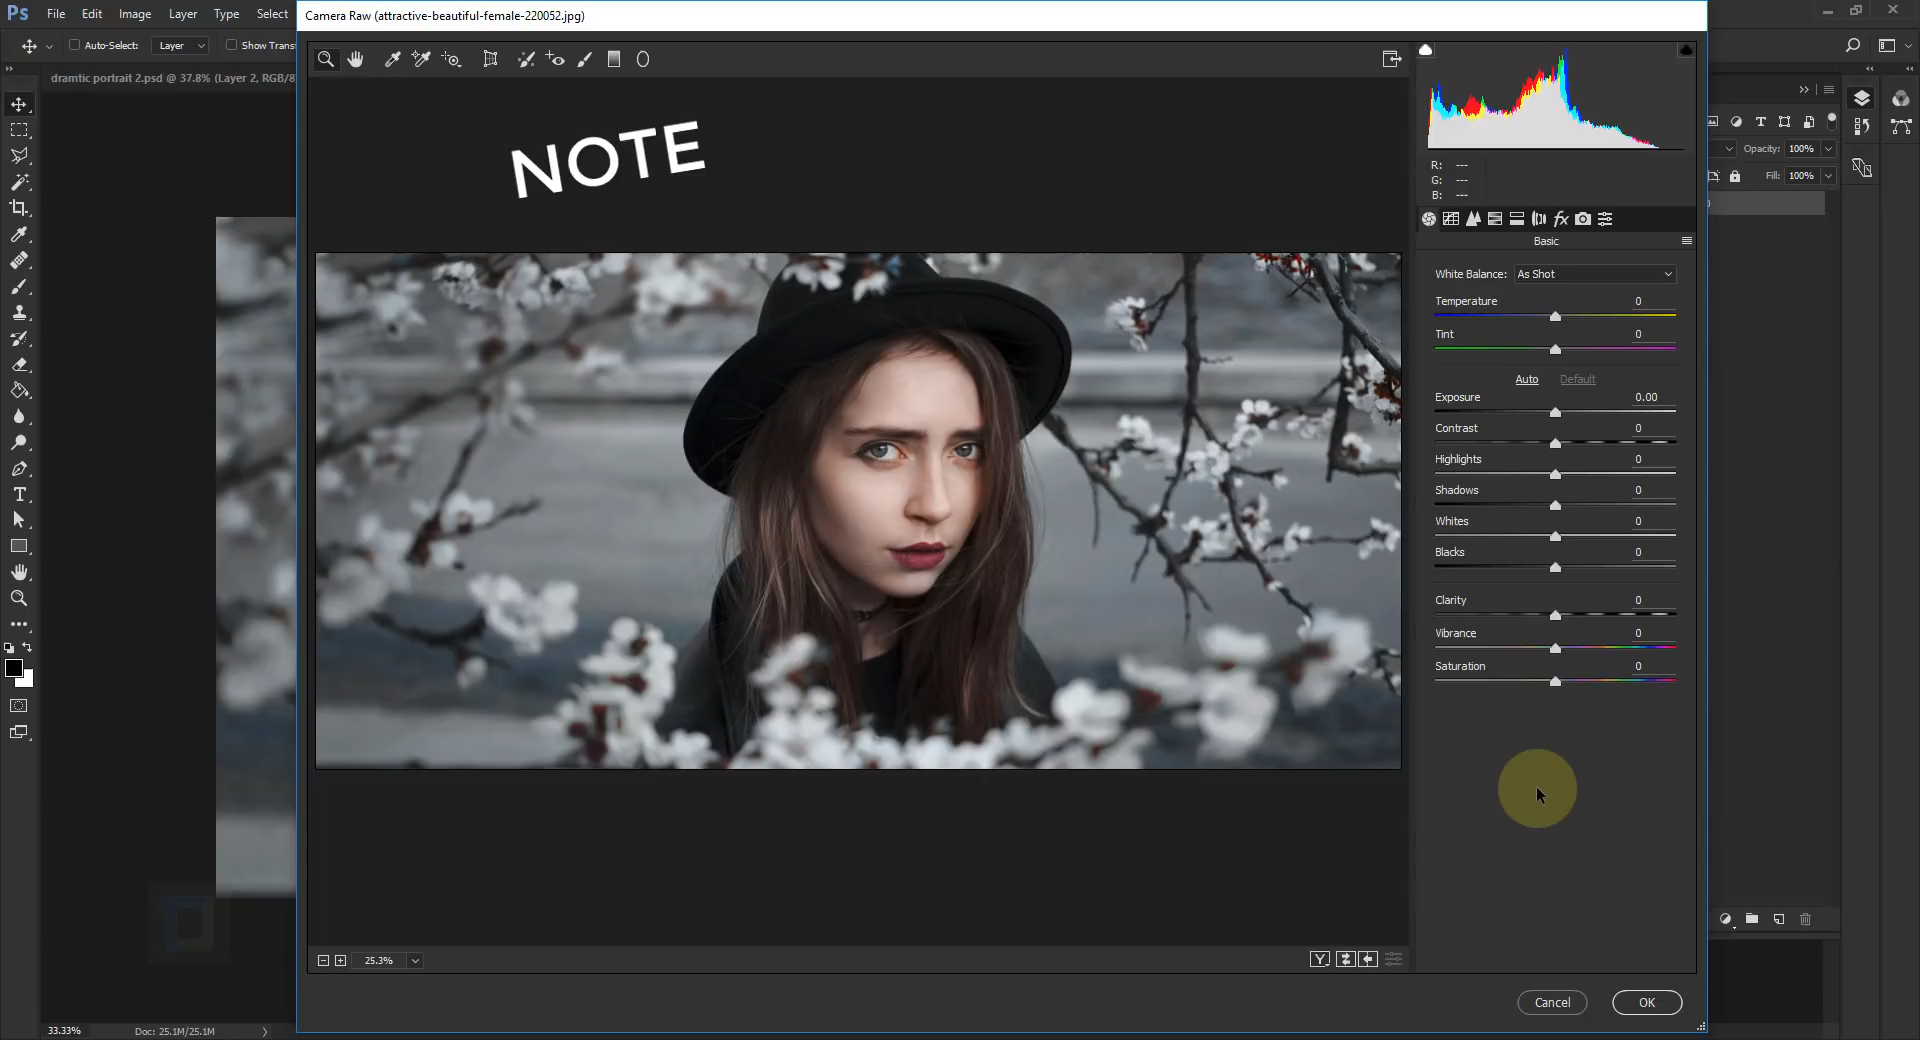 Ps File Edit Image Layer Type Select
Camera Raw (attractive-beautiful-female-220052.jpg)
Auto-Select: Layer Show Transf
dramtic portrait 2.psd @ 37.8% (Layer 2, RGB/8
NOTE
Opacity: 100%
Fill: 100%
R: ---
G: ---
B: ---
fx
Basic
White Balance: As Shot
Temperature 0
Tint 0
Auto Default
Exposure 0.00
Contrast 0
Highlights 0
Shadows 0
Whites 0
Blacks 0
Clarity 0
Vibrance 0
Saturation 0
25.3%
Y
Cancel OK
33.33% Doc: 25.1M/25.1M